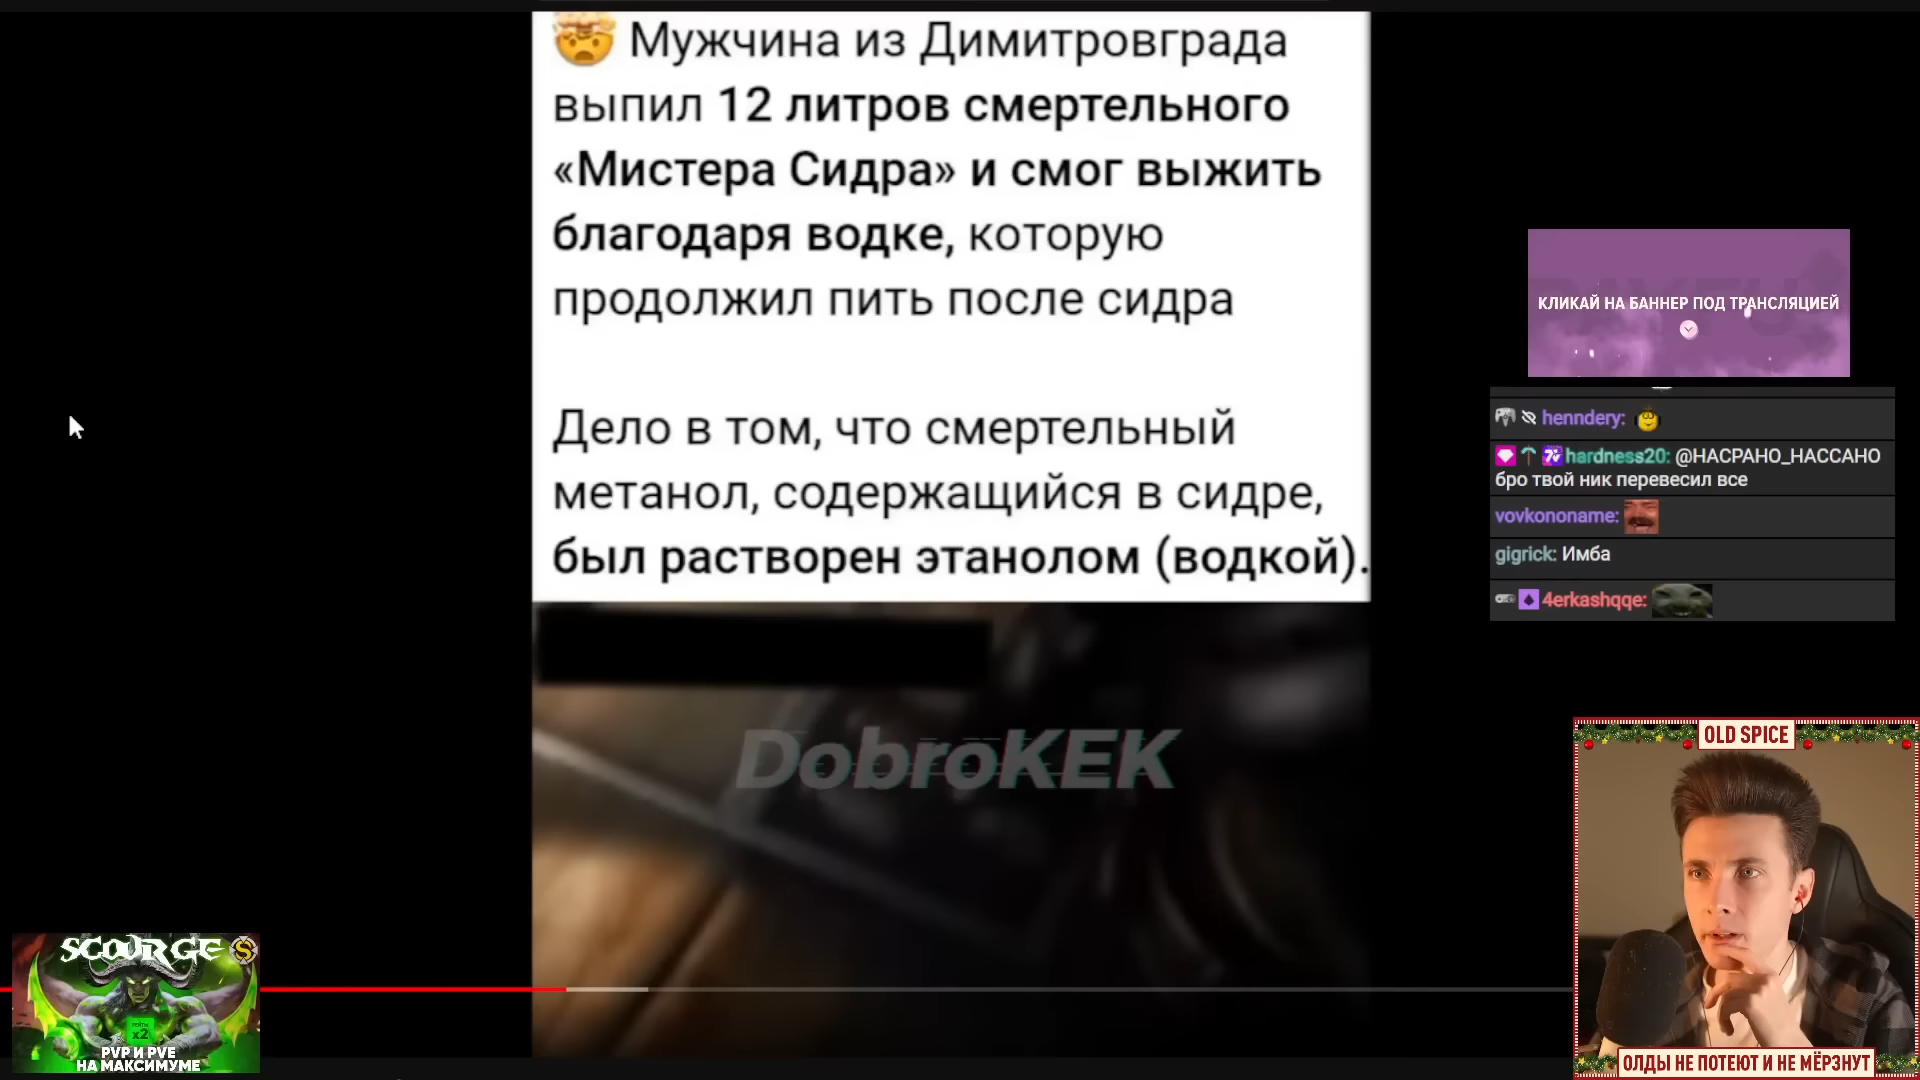 Мужчина из Димитровграда
выпил 12 литров смертельного
«Мистера Сидра» и смог выжить
благодаря водке, которую
продолжил пить после сидра
Дело в том, что смертельный
метанол, содержащийся в сидре,
был растворен этанолом (водкой).
DobroKEK
КЛИКАЙ НА БАННЕР ПОД ТРАНСЛЯЦИЕЙ
henndery:
hardness20: @НАСРАНО_НАССАНО
бро твой ник перевесил все
vovkononame:
gigrick: Имба
4erkashqqe:
OLD SPICE
ОЛДЫ НЕ ПОТЕЮТ И НЕ МЁРЗНУТ
SCOURGE S
x2
PVP И PVE
НА МАКСИМУМЕ